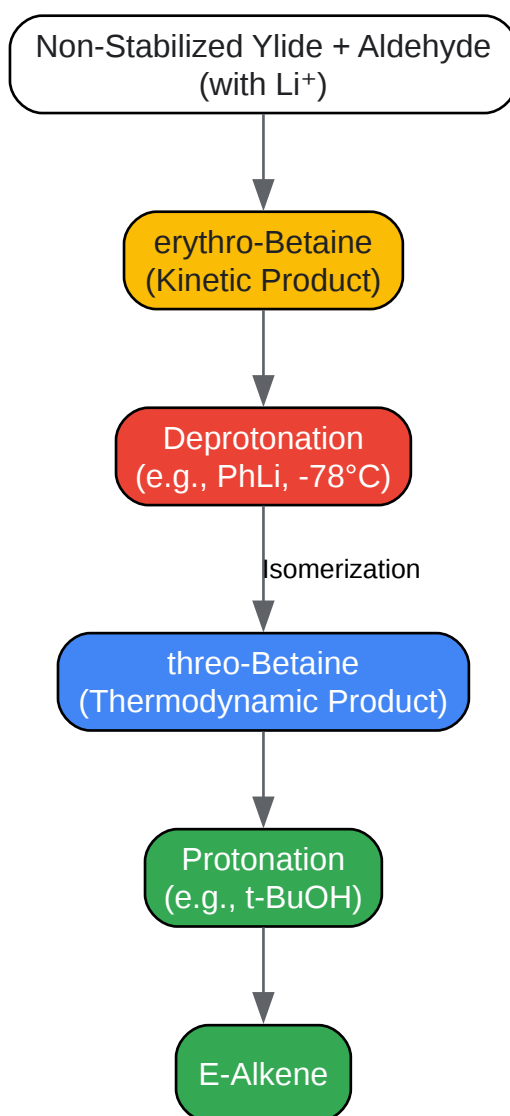 Non-Stabilized Ylide + Aldehyde
(with Li⁺)
erythro-Betaine
(Kinetic Product)
Deprotonation
(e.g., PhLi, -78°C)
Isomerization
threo-Betaine
(Thermodynamic Product)
Protonation
(e.g., t-BuOH)
E-Alkene